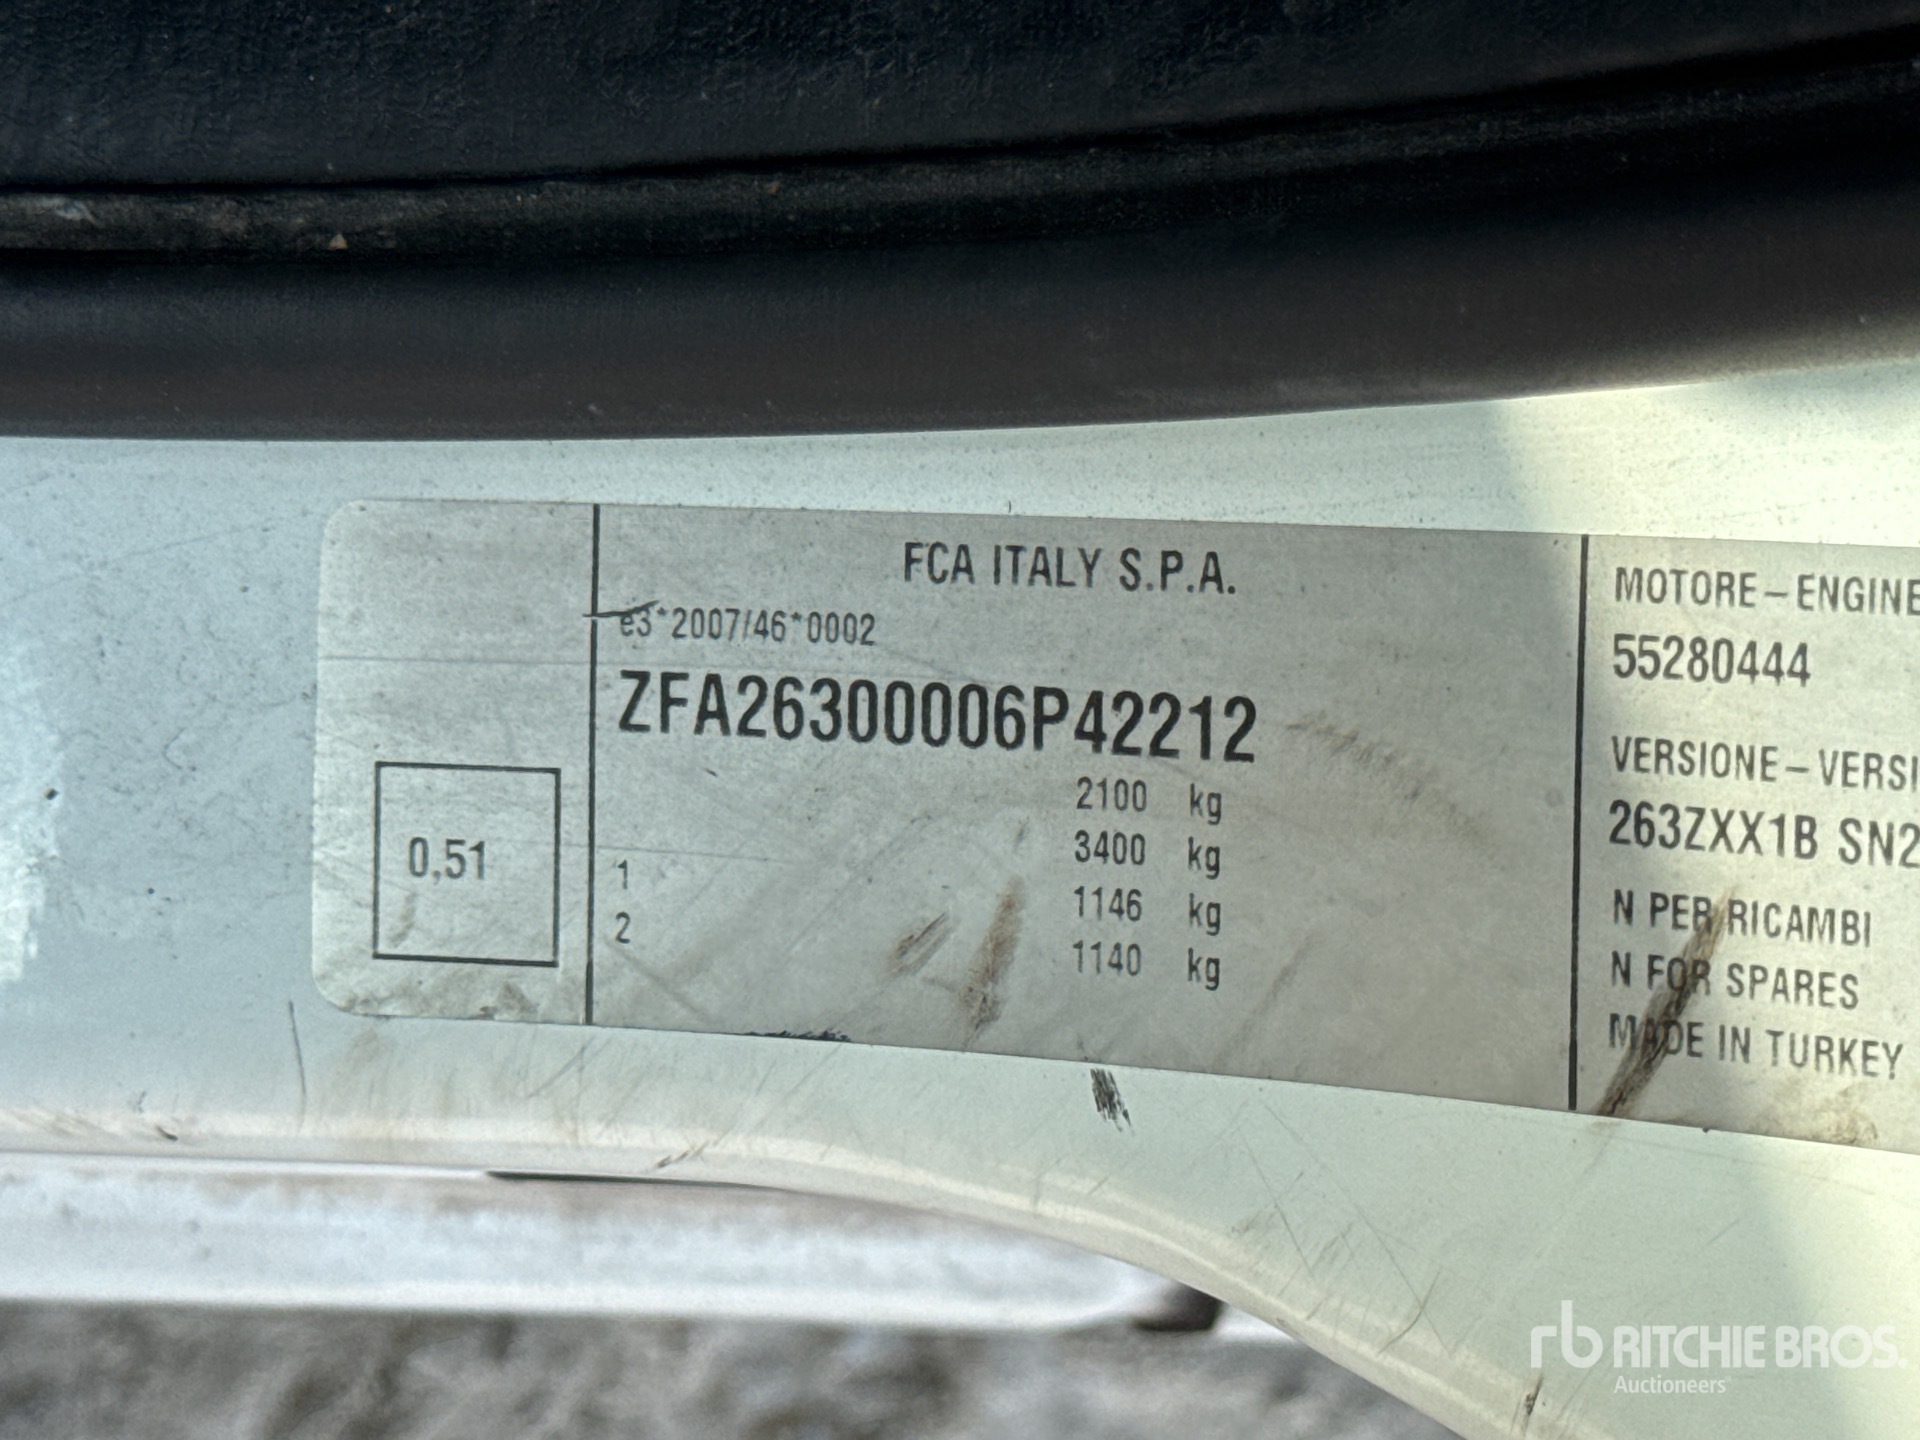 FCA ITALY S.P.A.
e3*2007/46*0002
ZFA26300006P42212
2100 kg
3400 kg
1 1146 kg
2 1140 kg
0,51
MOTORE – ENGINE
55280444
VERSIONE – VERSI
263ZXX1B SN2
N PER RICAMBI
N FOR SPARES
MADE IN TURKEY
rb RITCHIE BROS.
Auctioneers